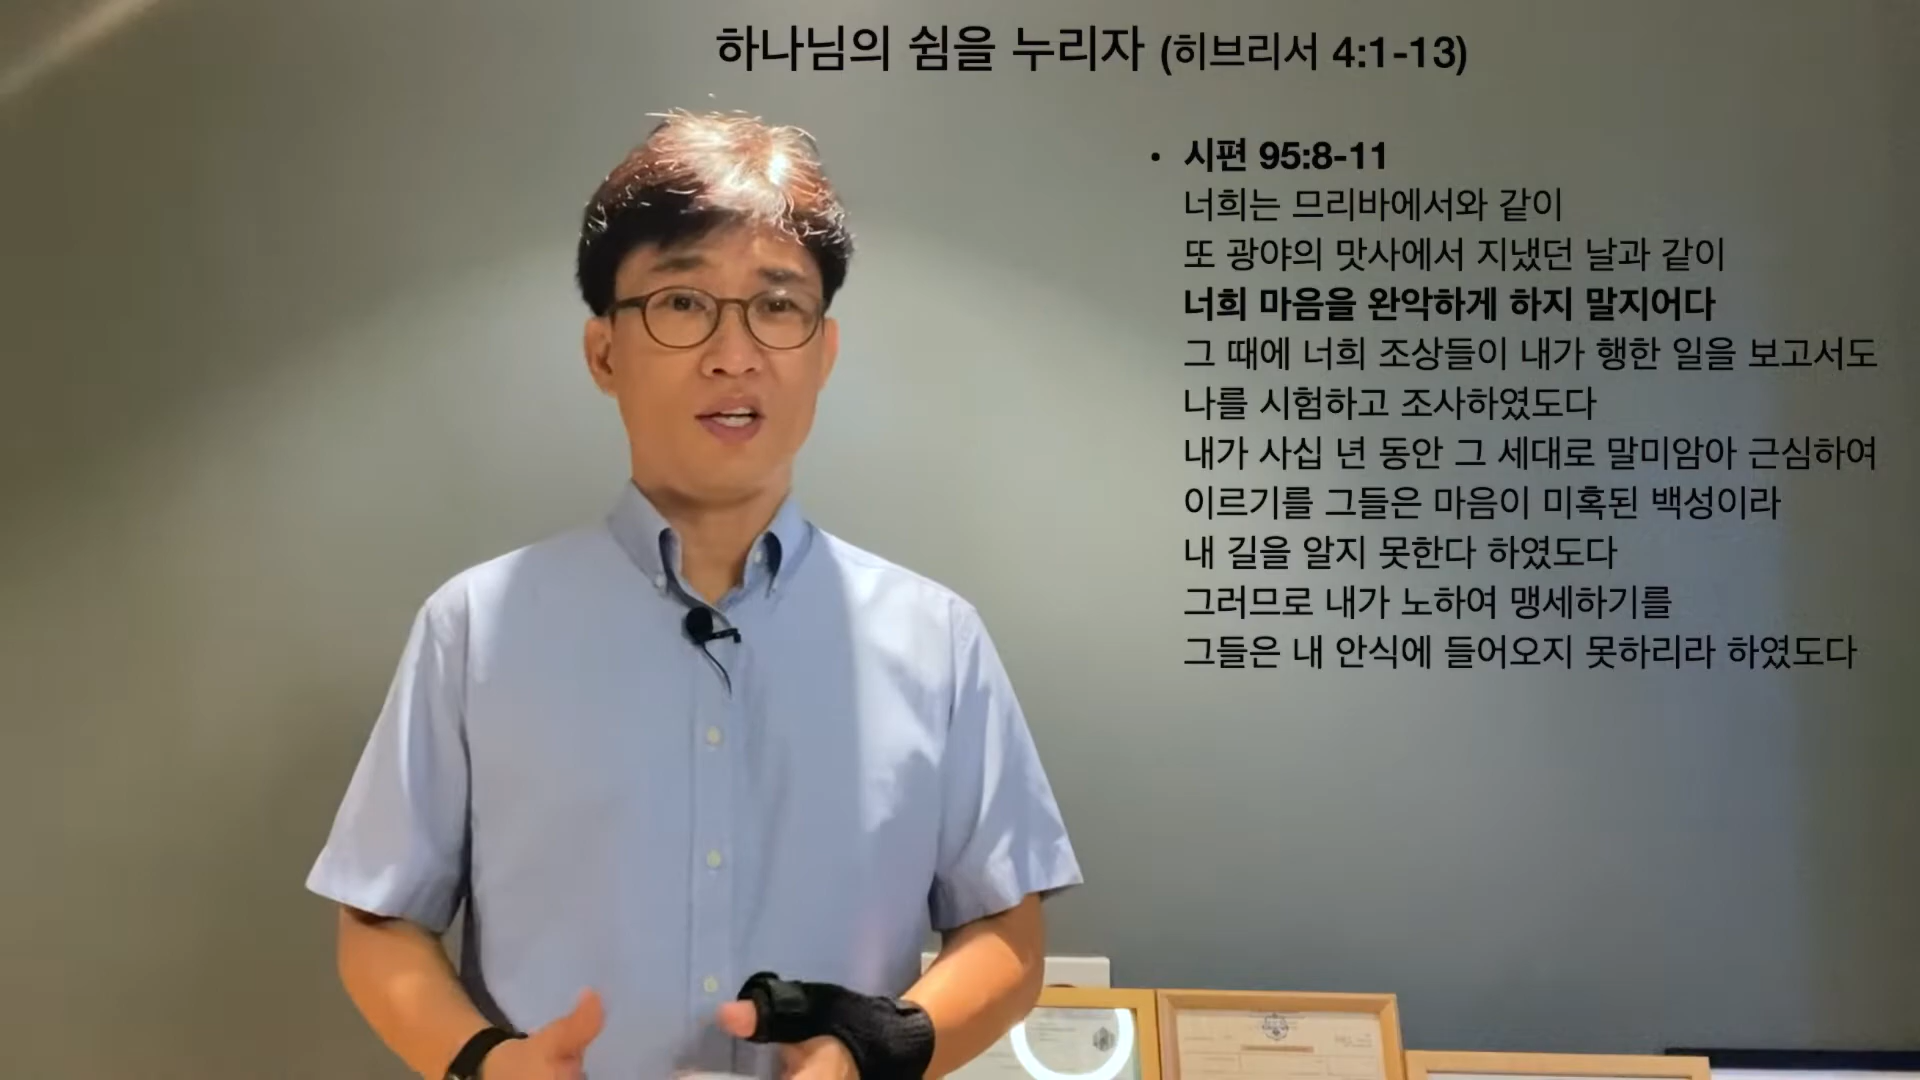 하나님의 쉼을 누리자 (히브리서 4:1-13)
• 시편 95:8-11
너희는 므리바에서와 같이
또 광야의 맛사에서 지냈던 날과 같이
너희 마음을 완악하게 하지 말지어다
그 때에 너희 조상들이 내가 행한 일을 보고서도
나를 시험하고 조사하였도다
내가 사십 년 동안 그 세대로 말미암아 근심하여
이르기를 그들은 마음이 미혹된 백성이라
내 길을 알지 못한다 하였도다
그러므로 내가 노하여 맹세하기를
그들은 내 안식에 들어오지 못하리라 하였도다